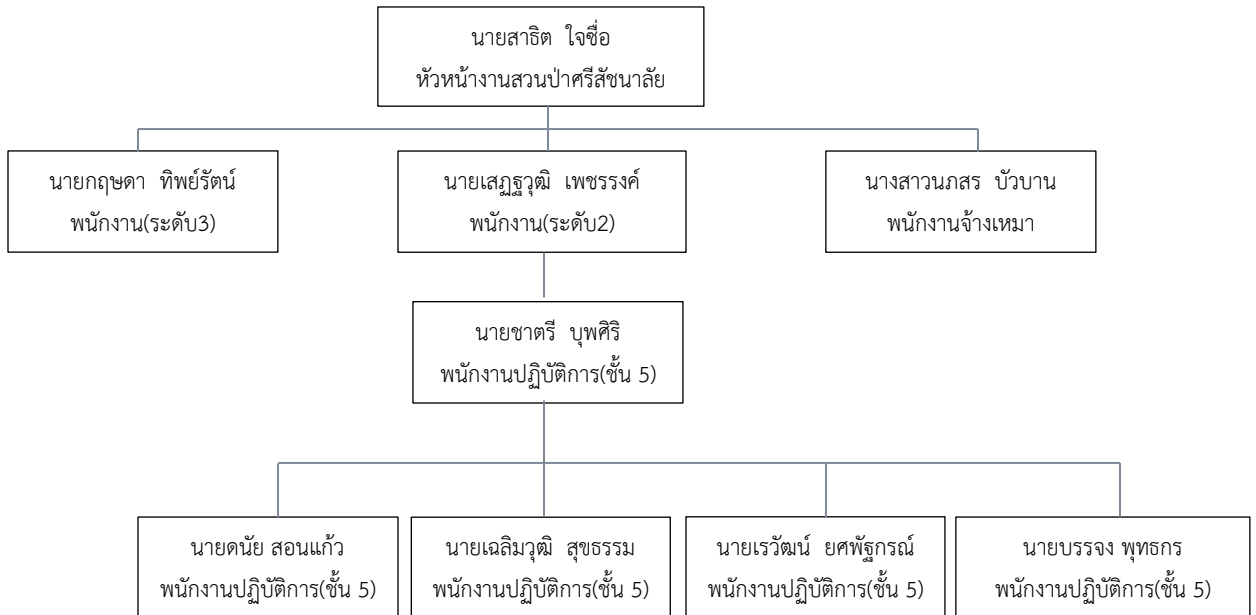 นายสาธิต ใจซื่อ
หัวหน้างานสวนป่าศรีสัชนาลัย
นายกฤษดา ทิพย์รัตน์
พนักงาน(ระดับ3)
นายเสฏฐวุฒิ เพชรรงค์
พนักงาน(ระดับ2)
นางสาวนภสร บัวบาน
พนักงานจ้างเหมา
นายชาตรี บุพศิริ
พนักงานปฏิบัติการ(ชั้น 5)
นายดนัย สอนแก้ว
พนักงานปฏิบัติการ(ชั้น 5)
นายเฉลิมวุฒิ สุขธรรม
พนักงานปฏิบัติการ(ชั้น 5)
นายเรวัฒน์ ยศพัฐกรณ์
พนักงานปฏิบัติการ(ชั้น 5)
นายบรรจง พุทธกร
พนักงานปฏิบัติการ(ชั้น 5)